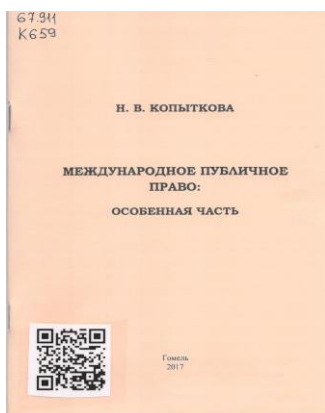 67.911
К659
Н. В. КОПЫТКОВА
МЕЖДУНАРОДНОЕ ПУБЛИЧНОЕ
ПРАВО:
ОСОБЕННАЯ ЧАСТЬ
Гомель
2017